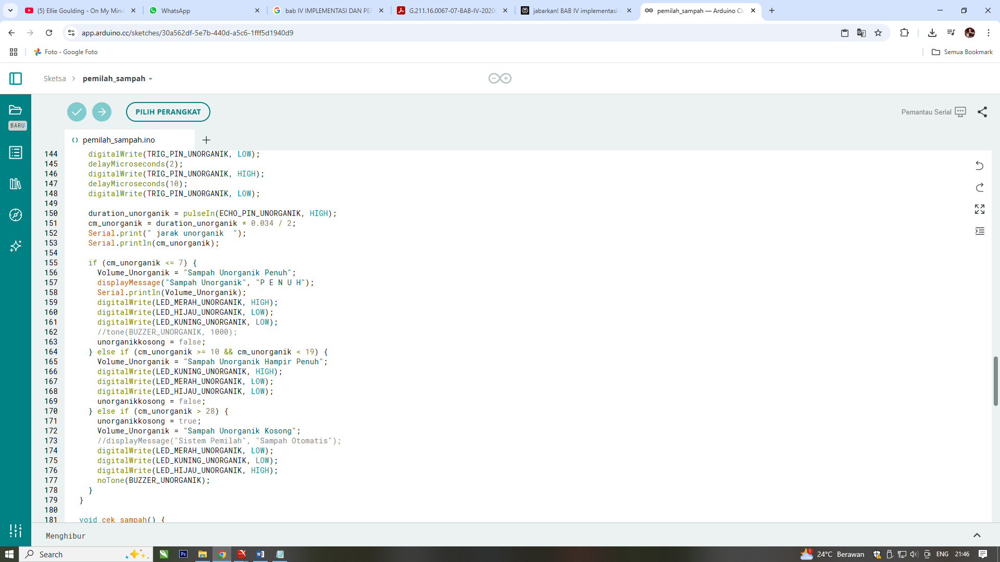 (5) Ellie Goulding - On My Mind
WhatsApp
bab IV IMPLEMENTASI DAN PE
G.211.16.0067-07-BAB-IV-2020
jabarkan! BAB IV implementasi
pemilah_sampah — Arduino Cl
app.arduino.cc/sketches/30a562df-5e7b-440d-a5c6-1fff5d1940d9
Foto - Google Foto
Semua Bookmark
Sketsa > pemilah_sampah
PILIH PERANGKAT
Pemantau Serial
BARU
pemilah_sampah.ino
144 digitalWrite(TRIG_PIN_UNORGANIK, LOW);
145 delayMicroseconds(2);
146 digitalWrite(TRIG_PIN_UNORGANIK, HIGH);
147 delayMicroseconds(10);
148 digitalWrite(TRIG_PIN_UNORGANIK, LOW);
149
150 duration_unorganik = pulseIn(ECHO_PIN_UNORGANIK, HIGH);
151 cm_unorganik = duration_unorganik * 0.034 / 2;
152 Serial.print(" jarak unorganik  ");
153 Serial.println(cm_unorganik);
154
155 if (cm_unorganik <= 7) {
156 Volume_Unorganik = "Sampah Unorganik Penuh";
157 displayMessage("Sampah Unorganik", "P E N U H");
158 Serial.println(Volume_Unorganik);
159 digitalWrite(LED_MERAH_UNORGANIK, HIGH);
160 digitalWrite(LED_HIJAU_UNORGANIK, LOW);
161 digitalWrite(LED_KUNING_UNORGANIK, LOW);
162 //tone(BUZZER_UNORGANIK, 1000);
163 unorganikkosong = false;
164 } else if (cm_unorganik >= 10 && cm_unorganik < 19) {
165 Volume_Unorganik = "Sampah Unorganik Hampir Penuh";
166 digitalWrite(LED_KUNING_UNORGANIK, HIGH);
167 digitalWrite(LED_MERAH_UNORGANIK, LOW);
168 digitalWrite(LED_HIJAU_UNORGANIK, LOW);
169 unorganikkosong = false;
170 } else if (cm_unorganik > 28) {
171 unorganikkosong = true;
172 Volume_Unorganik = "Sampah Unorganik Kosong";
173 //displayMessage("Sistem Pemilah", "Sampah Otomatis");
174 digitalWrite(LED_MERAH_UNORGANIK, LOW);
175 digitalWrite(LED_KUNING_UNORGANIK, LOW);
176 digitalWrite(LED_HIJAU_UNORGANIK, HIGH);
177 noTone(BUZZER_UNORGANIK);
178 }
179 }
180
181 void cek_sampah() {
Menghibur
Search
Ps
1
24°C Berawan
ENG
21:46